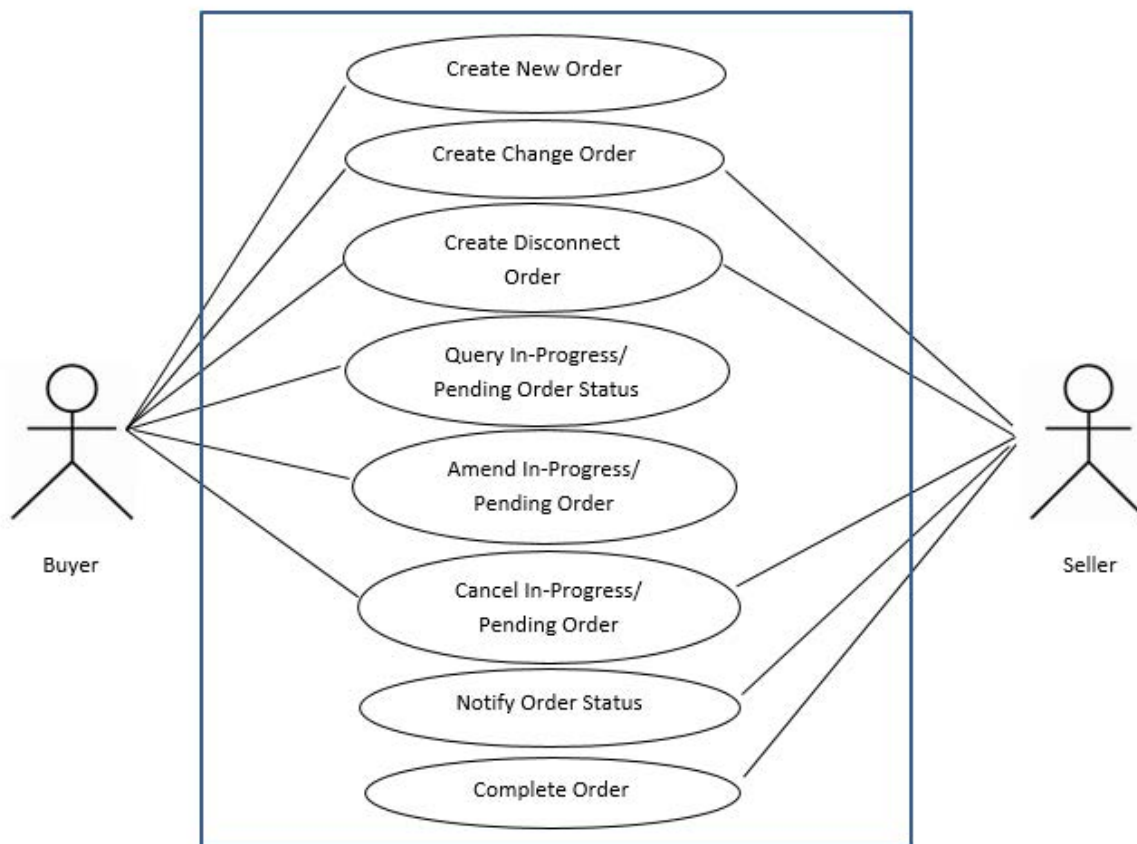 Create New Order
Create Change Order
Create Disconnect
Order
Query In-Progress/
Pending Order Status
Amend In-Progress/
Pending Order
Buyer
Seller
Cancel In-Progress/
Pending Order
Notify Order Status
Complete Order